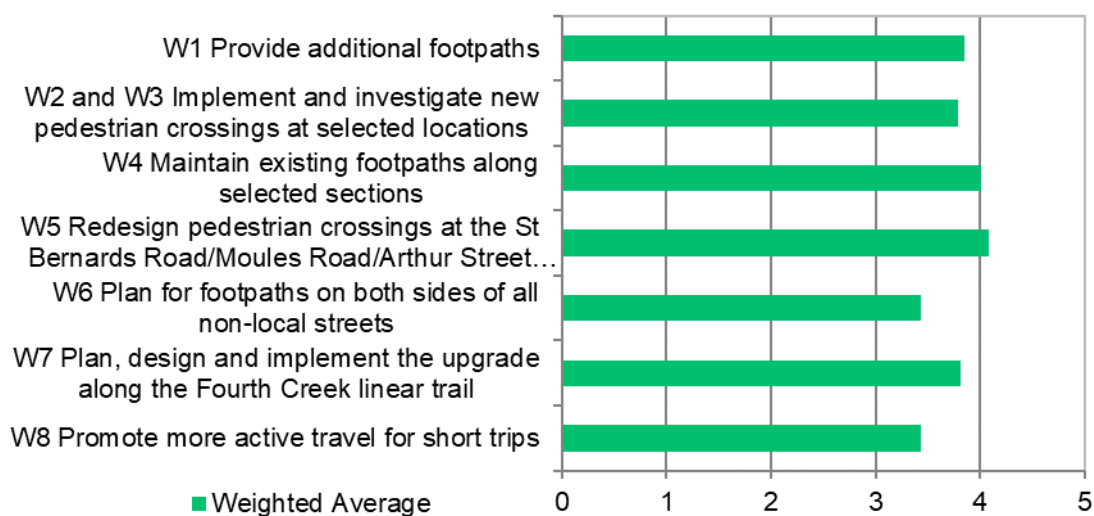 W1 Provide additional footpaths
W2 and W3 Implement and investigate new
pedestrian crossings at selected locations
W4 Maintain existing footpaths along
selected sections
W5 Redesign pedestrian crossings at the St
Bernards Road/Moules Road/Arthur Street…
W6 Plan for footpaths on both sides of all
non-local streets
W7 Plan, design and implement the upgrade
along the Fourth Creek linear trail
W8 Promote more active travel for short trips
Weighted Average
0 1 2 3 4 5